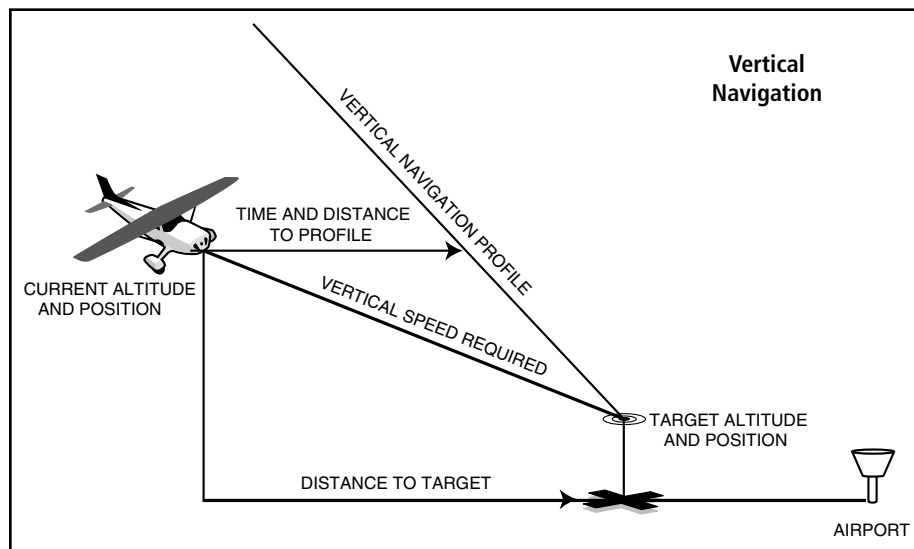 Vertical
Navigation
VERTICAL NAVIGATION PROFILE
TIME AND DISTANCE
TO PROFILE
CURRENT ALTITUDE
AND POSITION
VERTICAL SPEED REQUIRED
TARGET ALTITUDE
AND POSITION
DISTANCE TO TARGET
AIRPORT